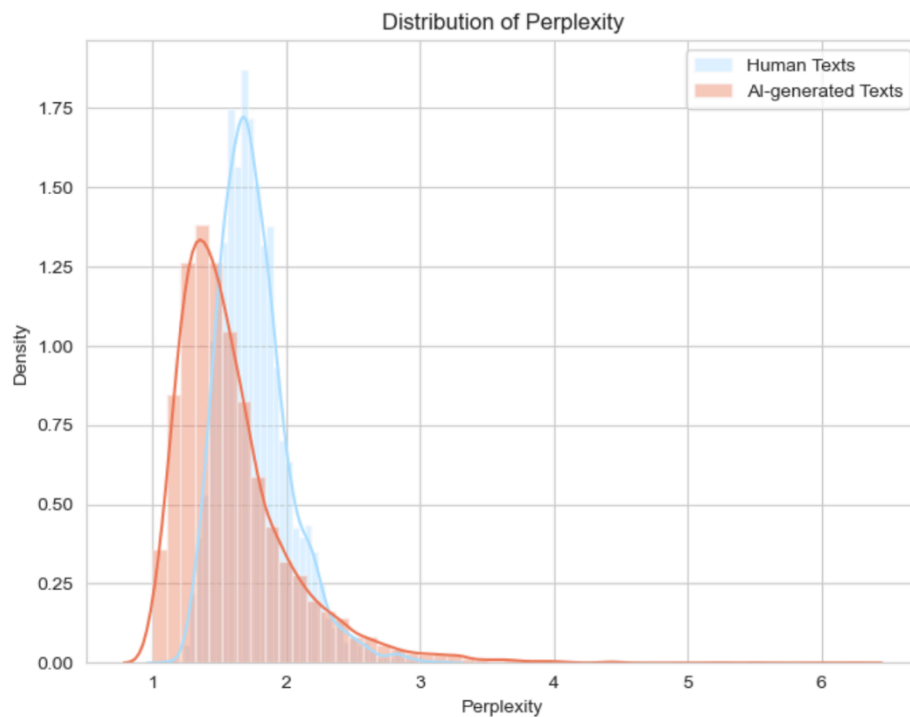 Distribution of Perplexity
Human Texts
AI-generated Texts
1.75
1.50
1.25
1.00
0.75
0.50
0.25
0.00
Density
1 2 3 4 5 6
Perplexity